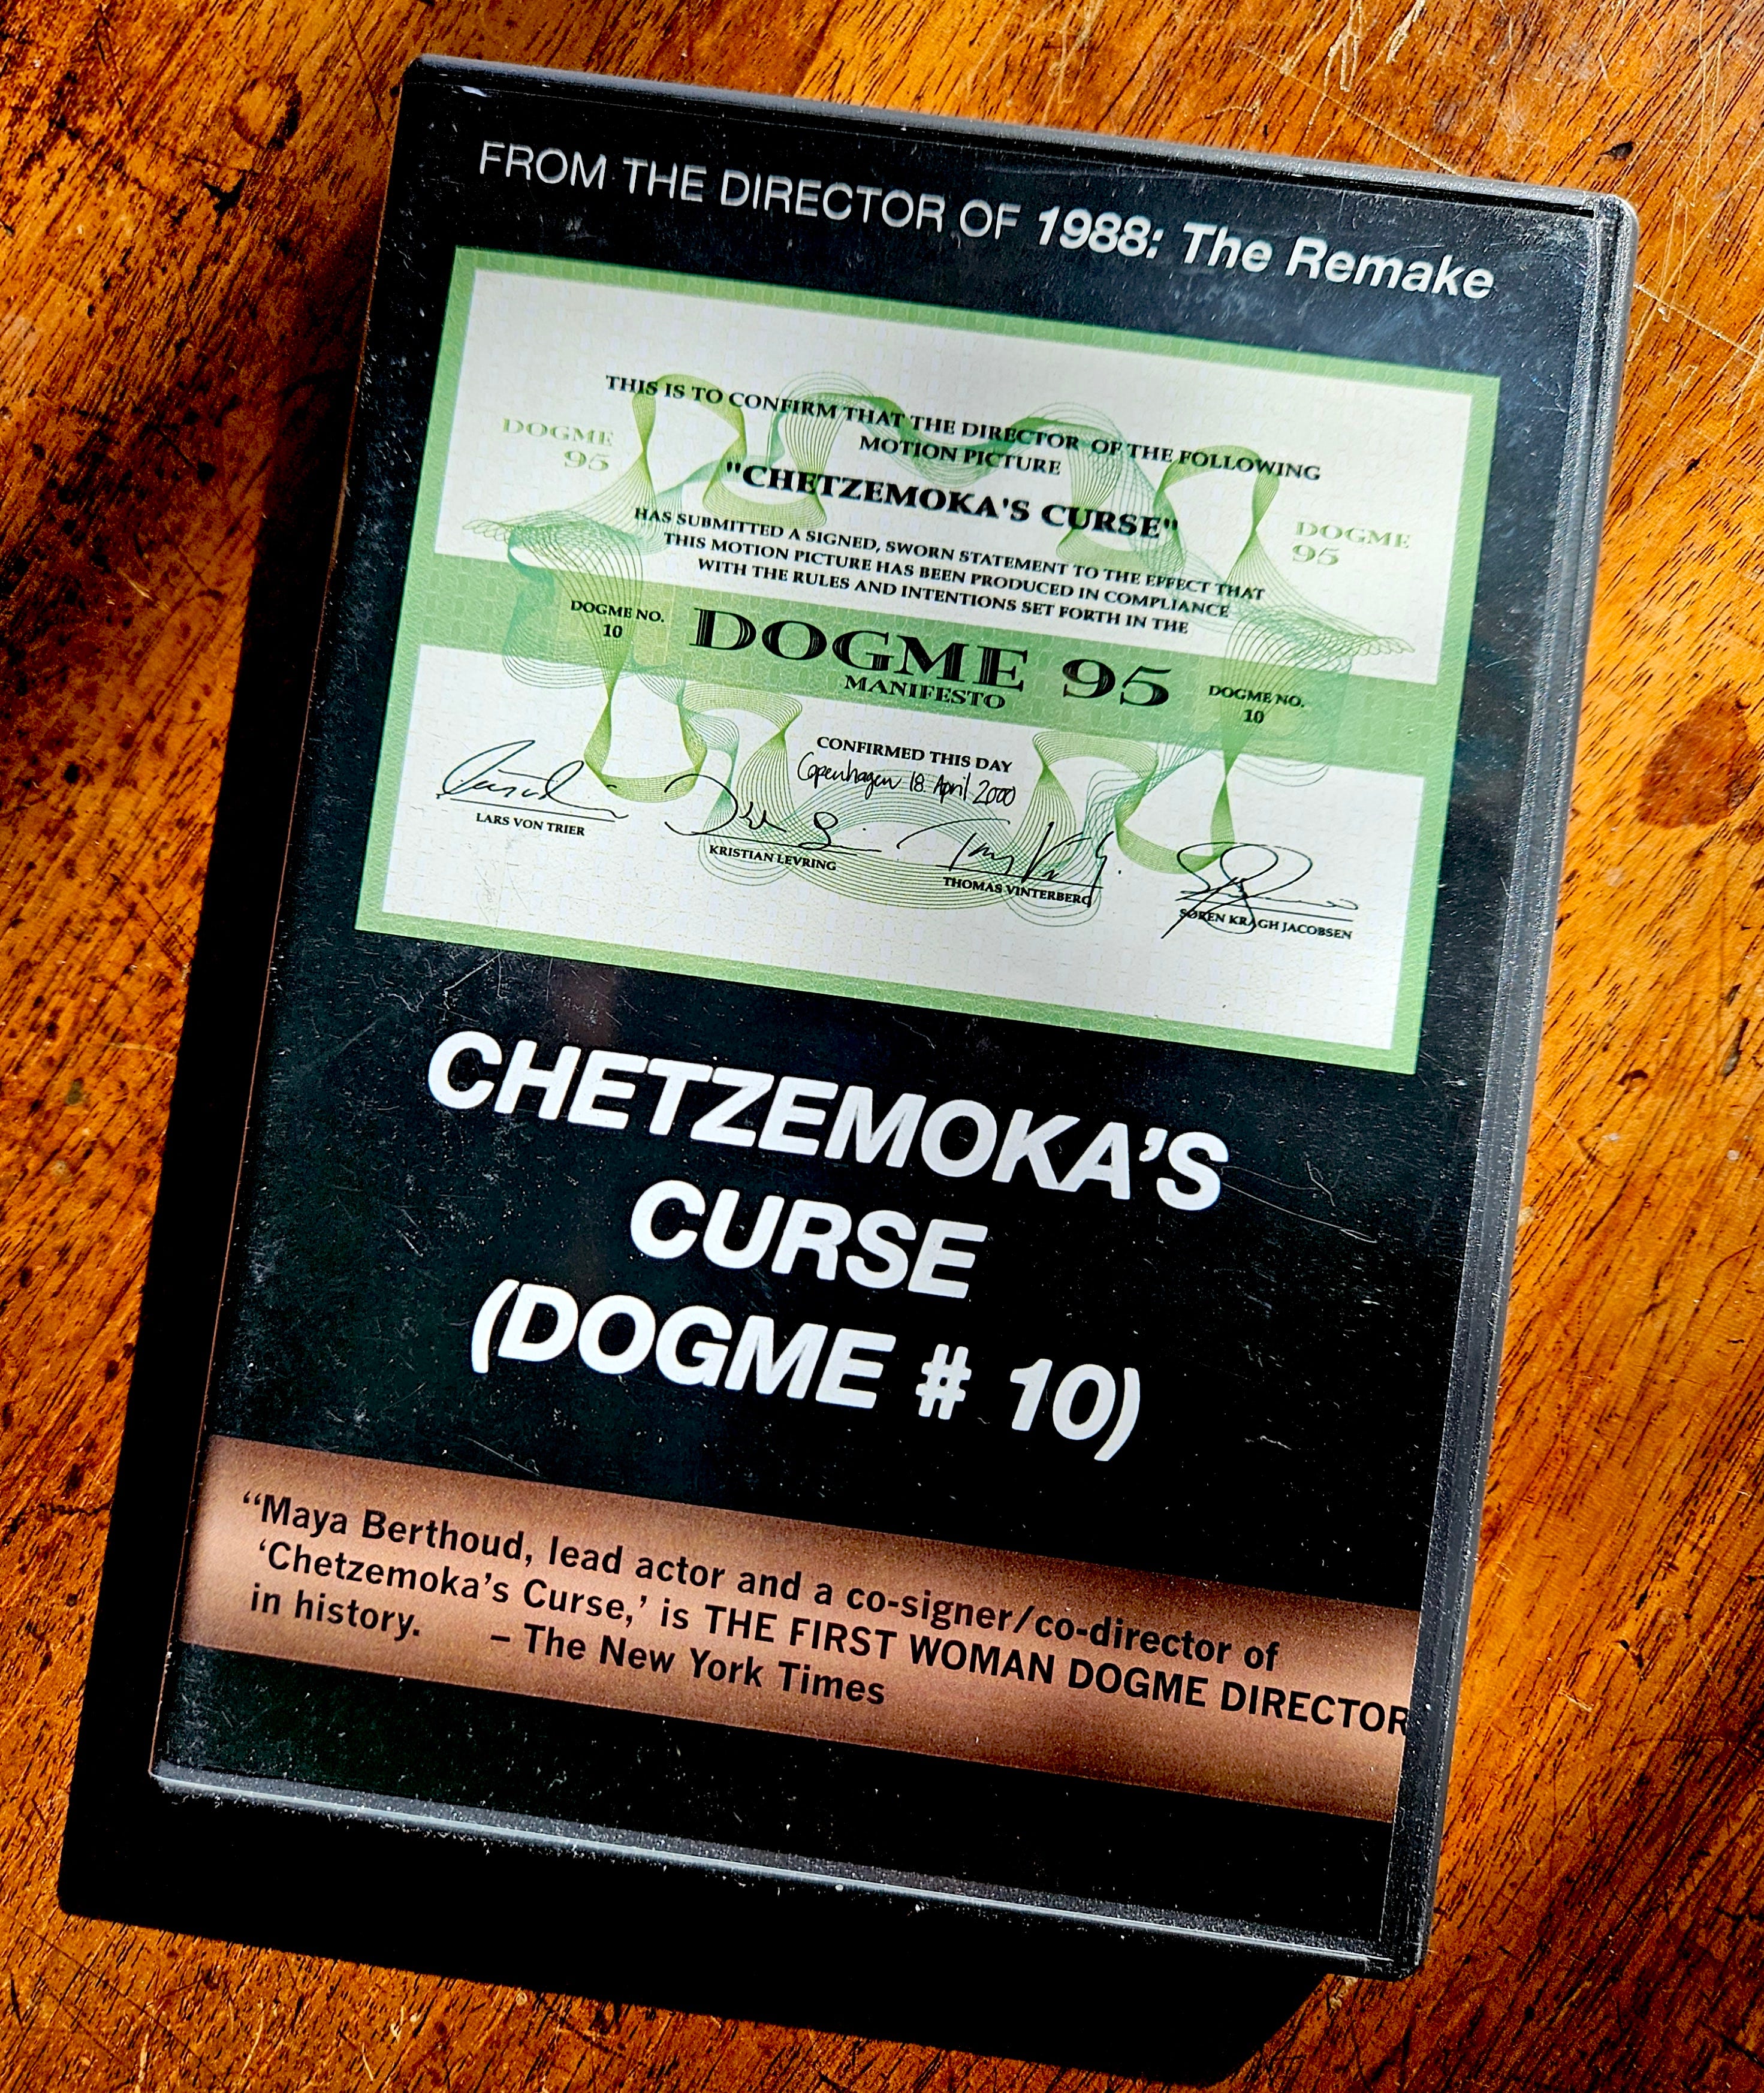 FROM THE DIRECTOR OF 1988: The Remake
THIS IS TO CONFIRM THAT THE DIRECTOR OF THE FOLLOWING
MOTION PICTURE
DOGME
95
"CHETZEMOKA'S CURSE"
DOGME
95
HAS SUBMITTED A SIGNED, SWORN STATEMENT TO THE EFFECT THAT
THIS MOTION PICTURE HAS BEEN PRODUCED IN COMPLIANCE
WITH THE RULES AND INTENTIONS SET FORTH IN THE
DOGME NO.
10
DOGME 95
MANIFESTO
DOGME NO.
10
CONFIRMED THIS DAY
Copenhagen 18. April 2000
LARS VON TRIER
KRISTIAN LEVRING
THOMAS VINTERBERG
SØREN KRAGH JACOBSEN
CHETZEMOKA'S
CURSE
(DOGME # 10)
“Maya Berthoud, lead actor and a co-signer/co-director of
‘Chetzemoka’s Curse,’ is THE FIRST WOMAN DOGME DIRECTOR
in history. – The New York Times